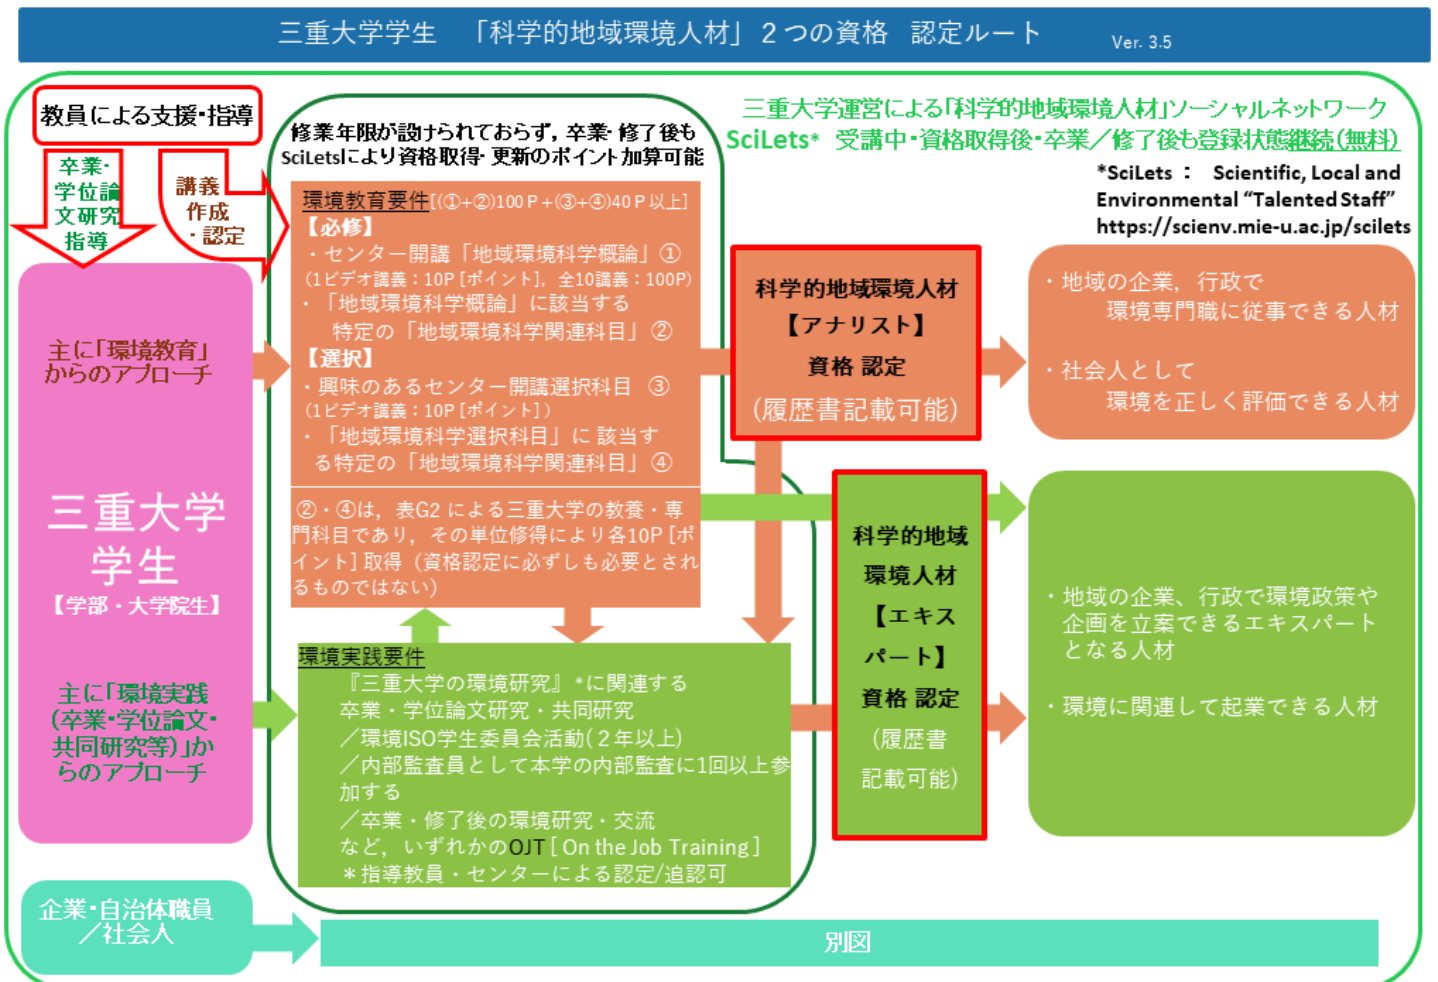 三重大学学生 「科学的地域環境人材」２つの資格 認定ルート Ver. 3.5
教員による支援・指導
卒業・
学位論
文研究
指導
講義
作成
・認定
修業年限が設けられておらず，卒業・修了後も
SciLetsにより資格取得・更新のポイント加算可能
三重大学運営による「科学的地域環境人材」ソーシャルネットワーク
SciLets* 受講中・資格取得後・卒業／修了後も登録状態継続(無料)
*SciLets ： Scientific, Local and
Environmental “Talented Staff”
https://scienv.mie-u.ac.jp/scilets
主に「環境教育」
からのアプローチ
三重大学
学生
【学部・大学院生】
主に「環境実践
（卒業・学位論文・
共同研究等）」か
らのアプローチ
環境教育要件[(①+②)100Ｐ+(③+④)40Ｐ以上]
【必修】
・センター開講「地域環境科学概論」①
(1ビデオ講義：10P [ポイント]，全10講義：100P)
・「地域環境科学概論」に該当する
特定の「地域環境科学関連科目」②
【選択】
・興味のあるセンター開講選択科目 ③
(1ビデオ講義：10P [ポイント] )
・「地域環境科学選択科目」に 該当す
る特定の「地域環境科学関連科目」④
②・④は，表G2 による三重大学の教養・専
門科目であり，その単位修得により各10P [ポ
イント] 取得（資格認定に必ずしも必要とされ
るものではない）
環境実践要件
『三重大学の環境研究』*に関連する
卒業・学位論文研究・共同研究
／環境ISO学生委員会活動(２年以上)
／内部監査員として本学の内部監査に1回以上参
加する
／卒業・修了後の環境研究・交流
など，いずれかのOJT [ On the Job Training ]
＊指導教員・センターによる認定/追認可
科学的地域環境人材
【アナリスト】
資格 認定
(履歴書記載可能)
・地域の企業，行政で
環境専門職に従事できる人材
・社会人として
環境を正しく評価できる人材
科学的地域
環境人材
【エキス
パート】
資格 認定
(履歴書
記載可能)
・地域の企業、行政で環境政策や
企画を立案できるエキスパート
となる人材
・環境に関連して起業できる人材
企業・自治体職員
／社会人
別図